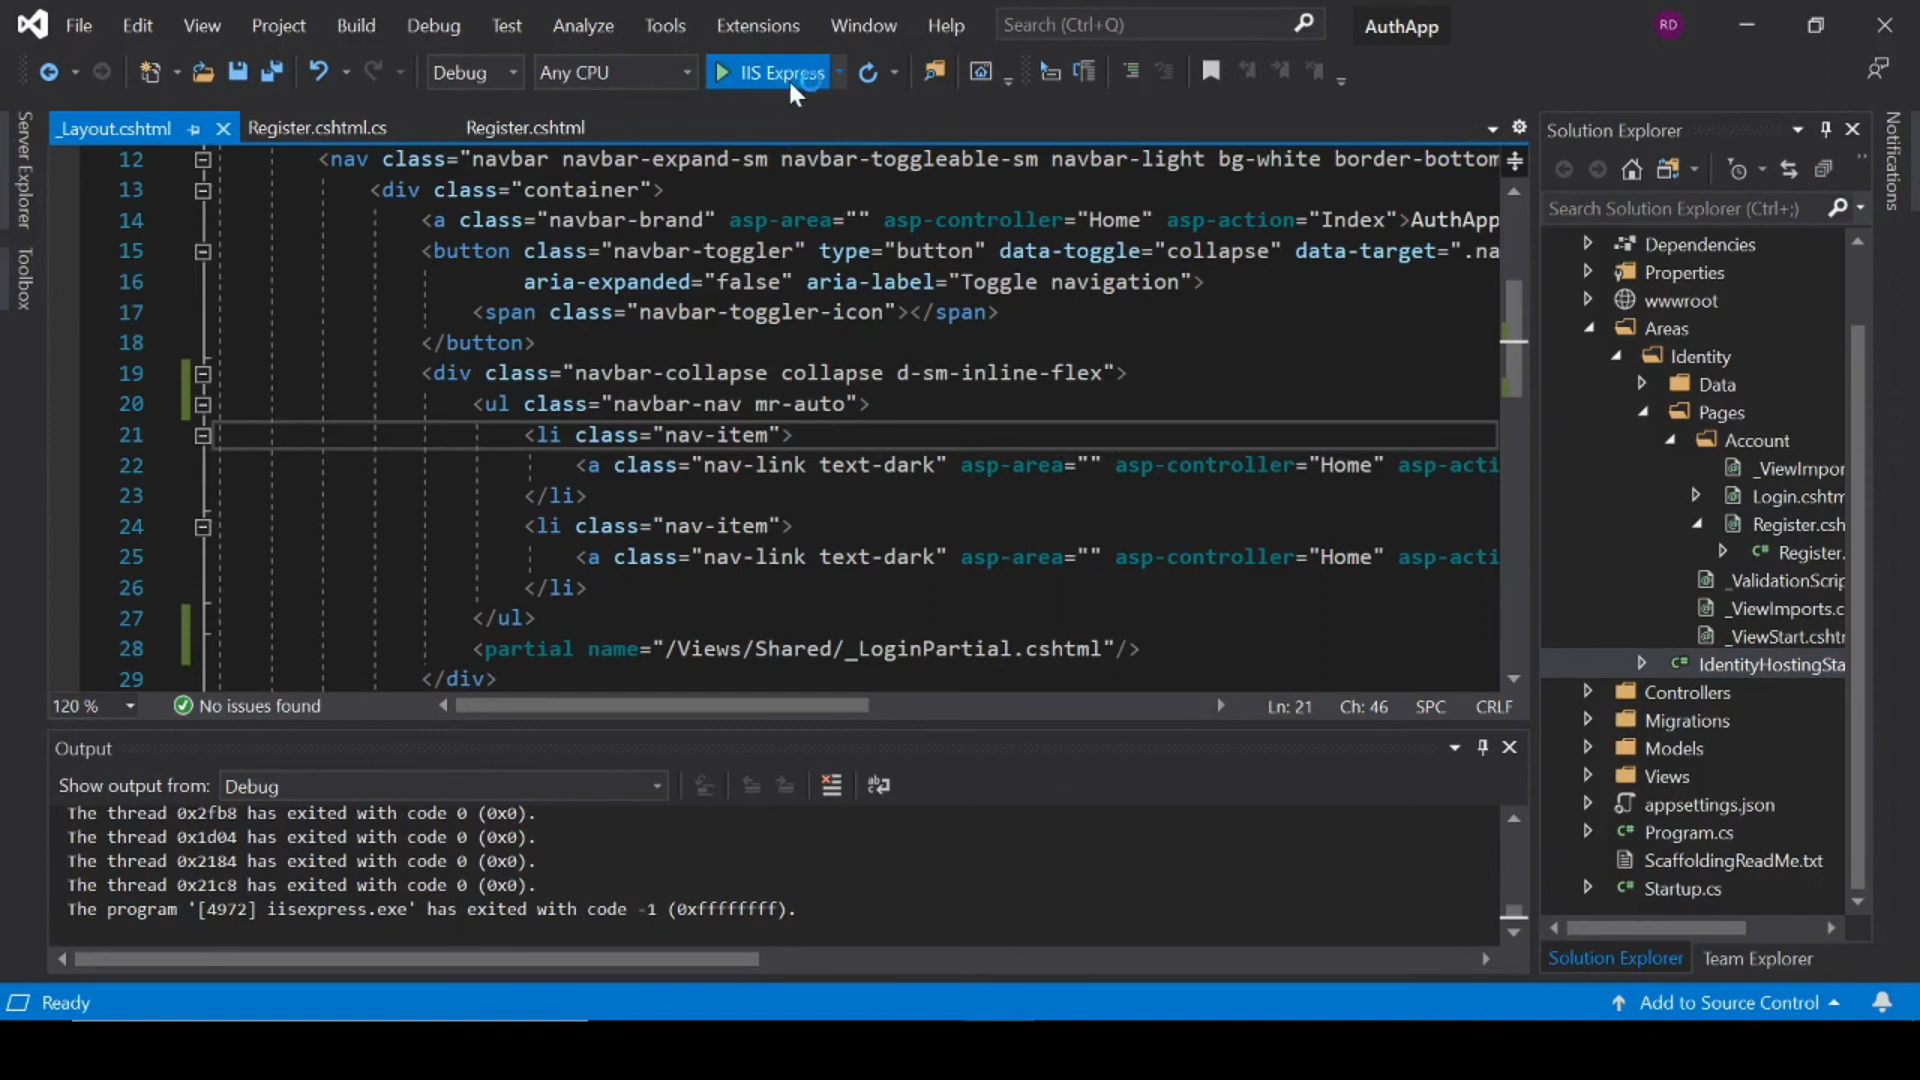 File Edit View Project Build Debug Test Analyze Tools Extensions Window Help Search (Ctrl+Q) AuthApp RD
Debug Any CPU IIS Express
Server Explorer
Toolbox
_Layout.cshtml Register.cshtml.cs Register.cshtml
12 <nav class="navbar navbar-expand-sm navbar-toggleable-sm navbar-light bg-white border-bottom
13 <div class="container">
14 <a class="navbar-brand" asp-area="" asp-controller="Home" asp-action="Index">AuthApp
15 <button class="navbar-toggler" type="button" data-toggle="collapse" data-target=".na
16 aria-expanded="false" aria-label="Toggle navigation">
17 <span class="navbar-toggler-icon"></span>
18 </button>
19 <div class="navbar-collapse collapse d-sm-inline-flex">
20 <ul class="navbar-nav mr-auto">
21 <li class="nav-item">
22 <a class="nav-link text-dark" asp-area="" asp-controller="Home" asp-acti
23 </li>
24 <li class="nav-item">
25 <a class="nav-link text-dark" asp-area="" asp-controller="Home" asp-acti
26 </li>
27 </ul>
28 <partial name="/Views/Shared/_LoginPartial.cshtml"/>
29 </div>
120 % No issues found Ln: 21 Ch: 46 SPC CRLF
Output
Show output from: Debug
The thread 0x2fb8 has exited with code 0 (0x0).
The thread 0x1d04 has exited with code 0 (0x0).
The thread 0x2184 has exited with code 0 (0x0).
The thread 0x21c8 has exited with code 0 (0x0).
The program '[4972] iisexpress.exe' has exited with code -1 (0xffffffff).
Solution Explorer
Search Solution Explorer (Ctrl+;)
Dependencies
Properties
wwwroot
Areas
Identity
Data
Pages
Account
_ViewImpor
Login.cshtm
Register.csh
Register.
_ValidationScrip
_ViewImports.c
_ViewStart.cshtr
IdentityHostingSta
Controllers
Migrations
Models
Views
appsettings.json
Program.cs
ScaffoldingReadMe.txt
Startup.cs
Solution Explorer Team Explorer
Notifications
Ready Add to Source Control